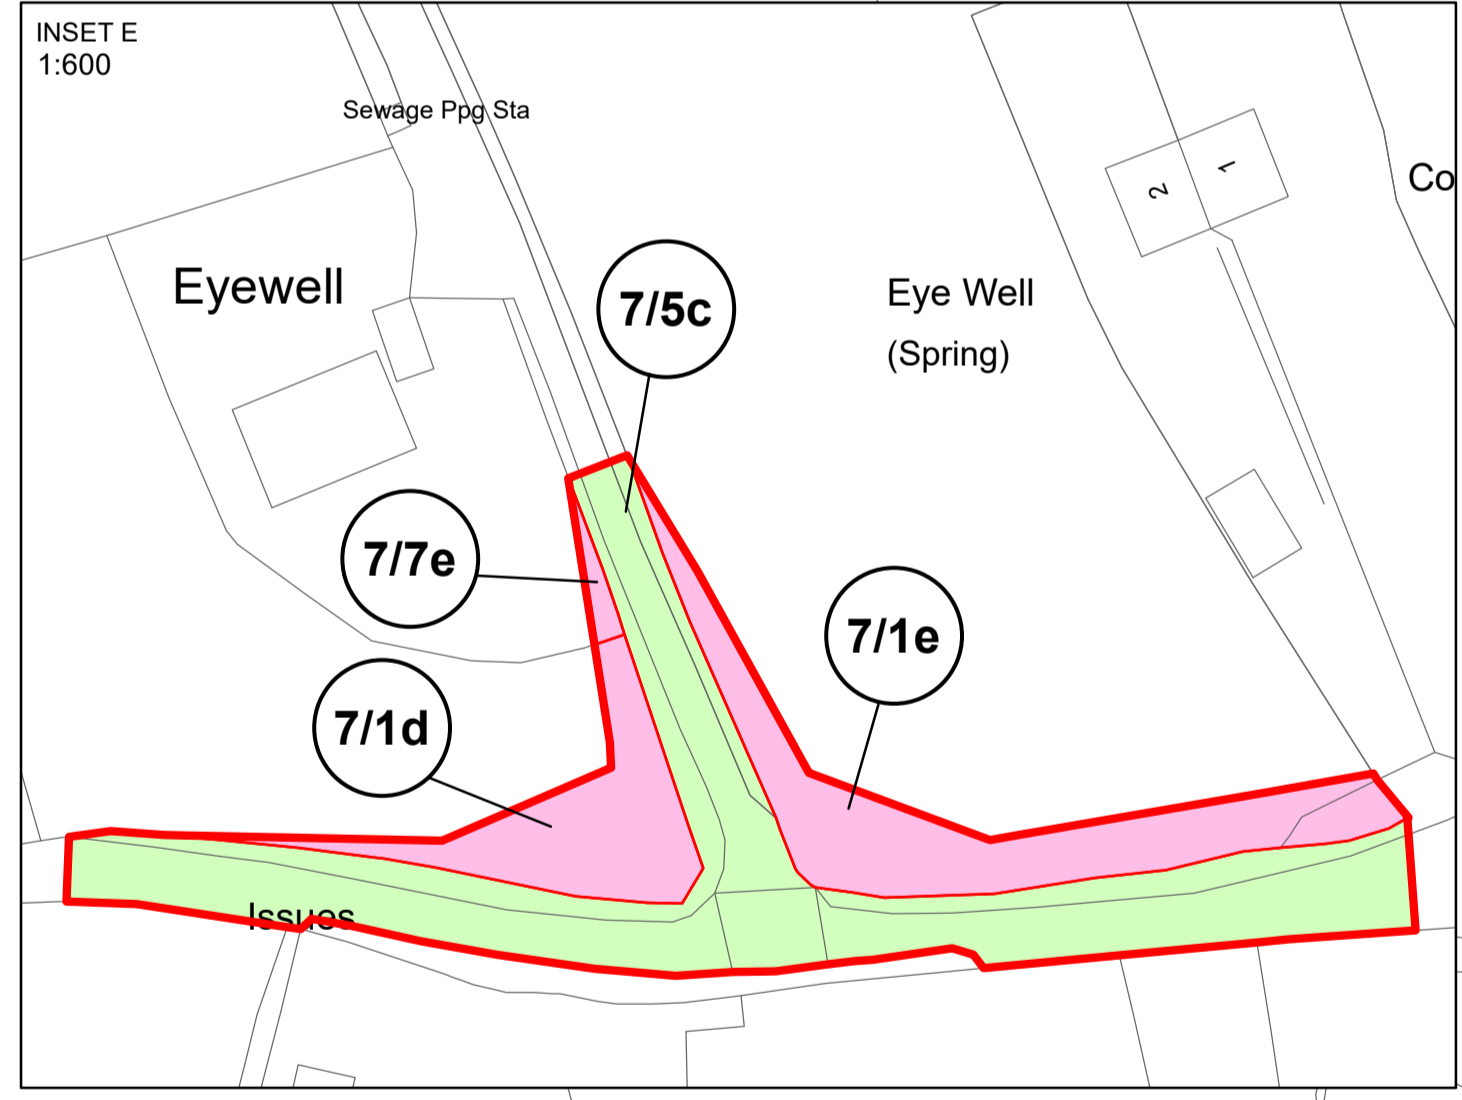 INSET E
1:600
Sewage Ppg Sta
2
1
Co
Eyewell
7/5c
Eye Well
(Spring)
7/7e
7/1e
7/1d
Issues